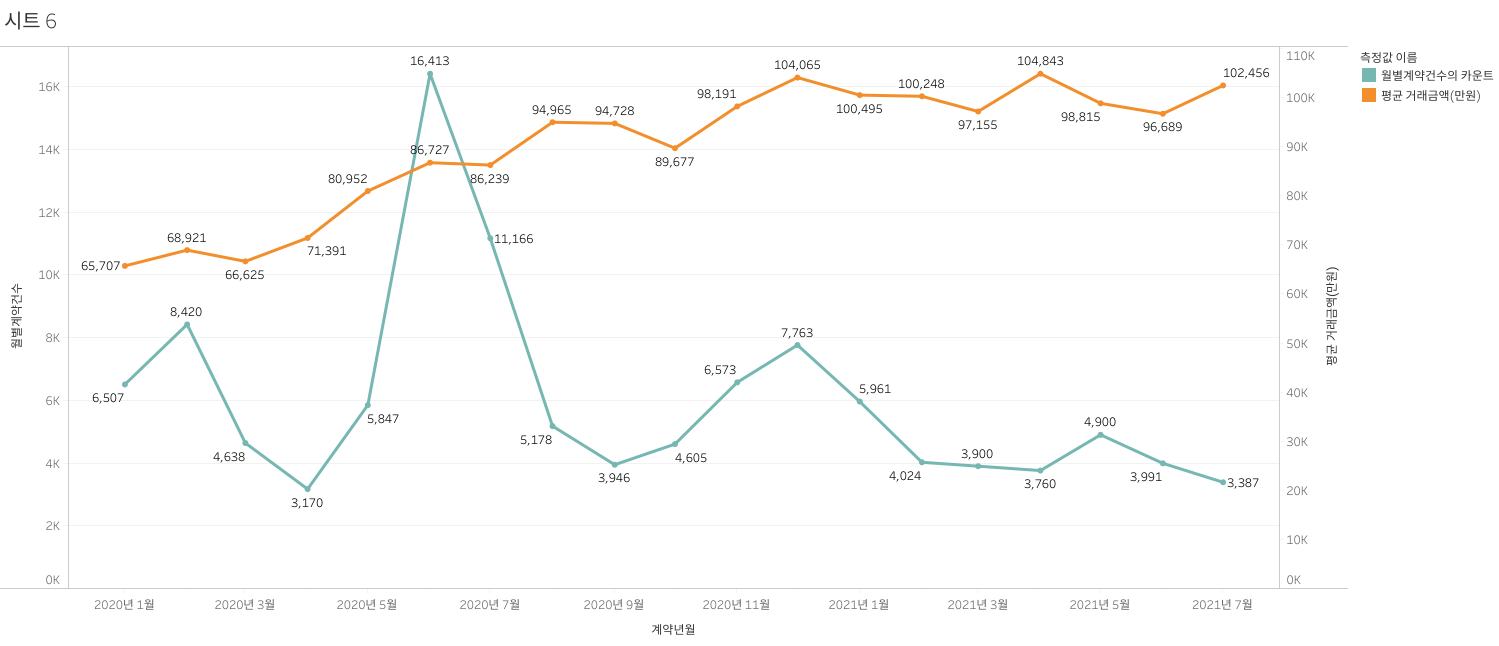 시트 6
측정값 이름
월별계약건수의 카운트
평균 거래금액(만원)
월별계약건수
16K
14K
12K
10K
8K
6K
4K
2K
0K
65,707
68,921
66,625
71,391
80,952
86,727
86,239
94,965
94,728
89,677
98,191
104,065
100,495
100,248
97,155
104,843
98,815
96,689
102,456
6,507
8,420
4,638
3,170
5,847
16,413
11,166
5,178
3,946
4,605
6,573
7,763
5,961
4,024
3,900
3,760
4,900
3,991
3,387
110K
100K
90K
80K
70K
60K
50K
40K
30K
20K
10K
0K
평균 거래금액(만원)
2020년 1월
2020년 3월
2020년 5월
2020년 7월
2020년 9월
2020년 11월
2021년 1월
2021년 3월
2021년 5월
2021년 7월
계약년월